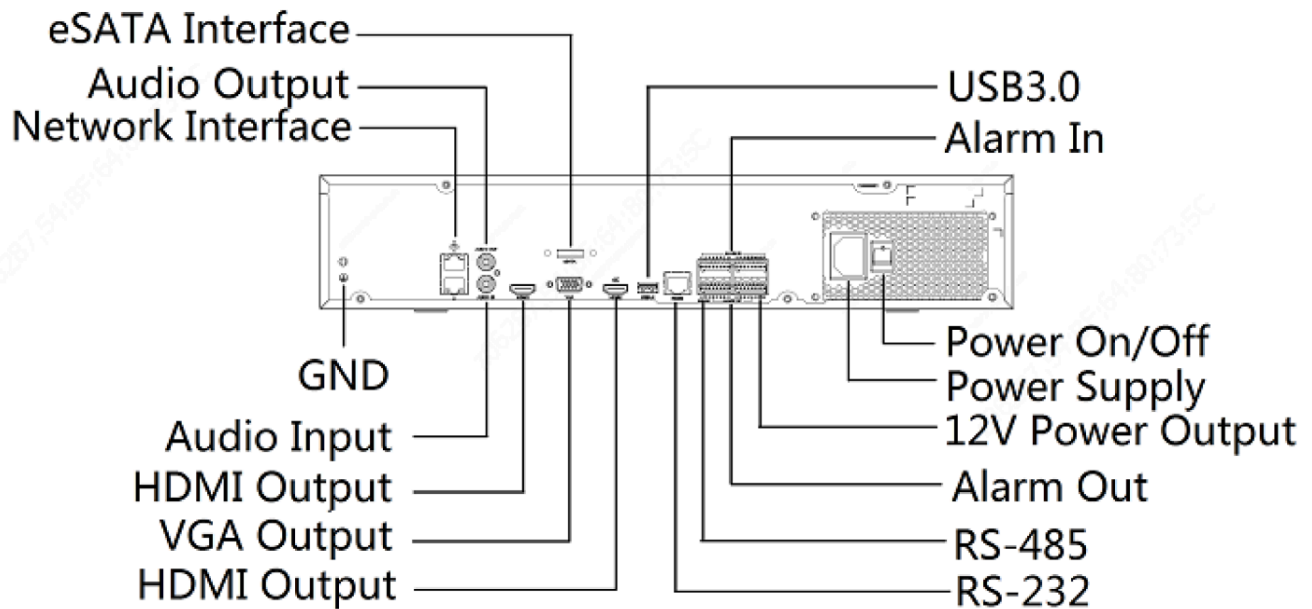 eSATA Interface
Audio Output
Network Interface
USB3.0
Alarm In
GND
Audio Input
HDMI Output
VGA Output
HDMI Output
Power On/Off
Power Supply
12V Power Output
Alarm Out
RS-485
RS-232